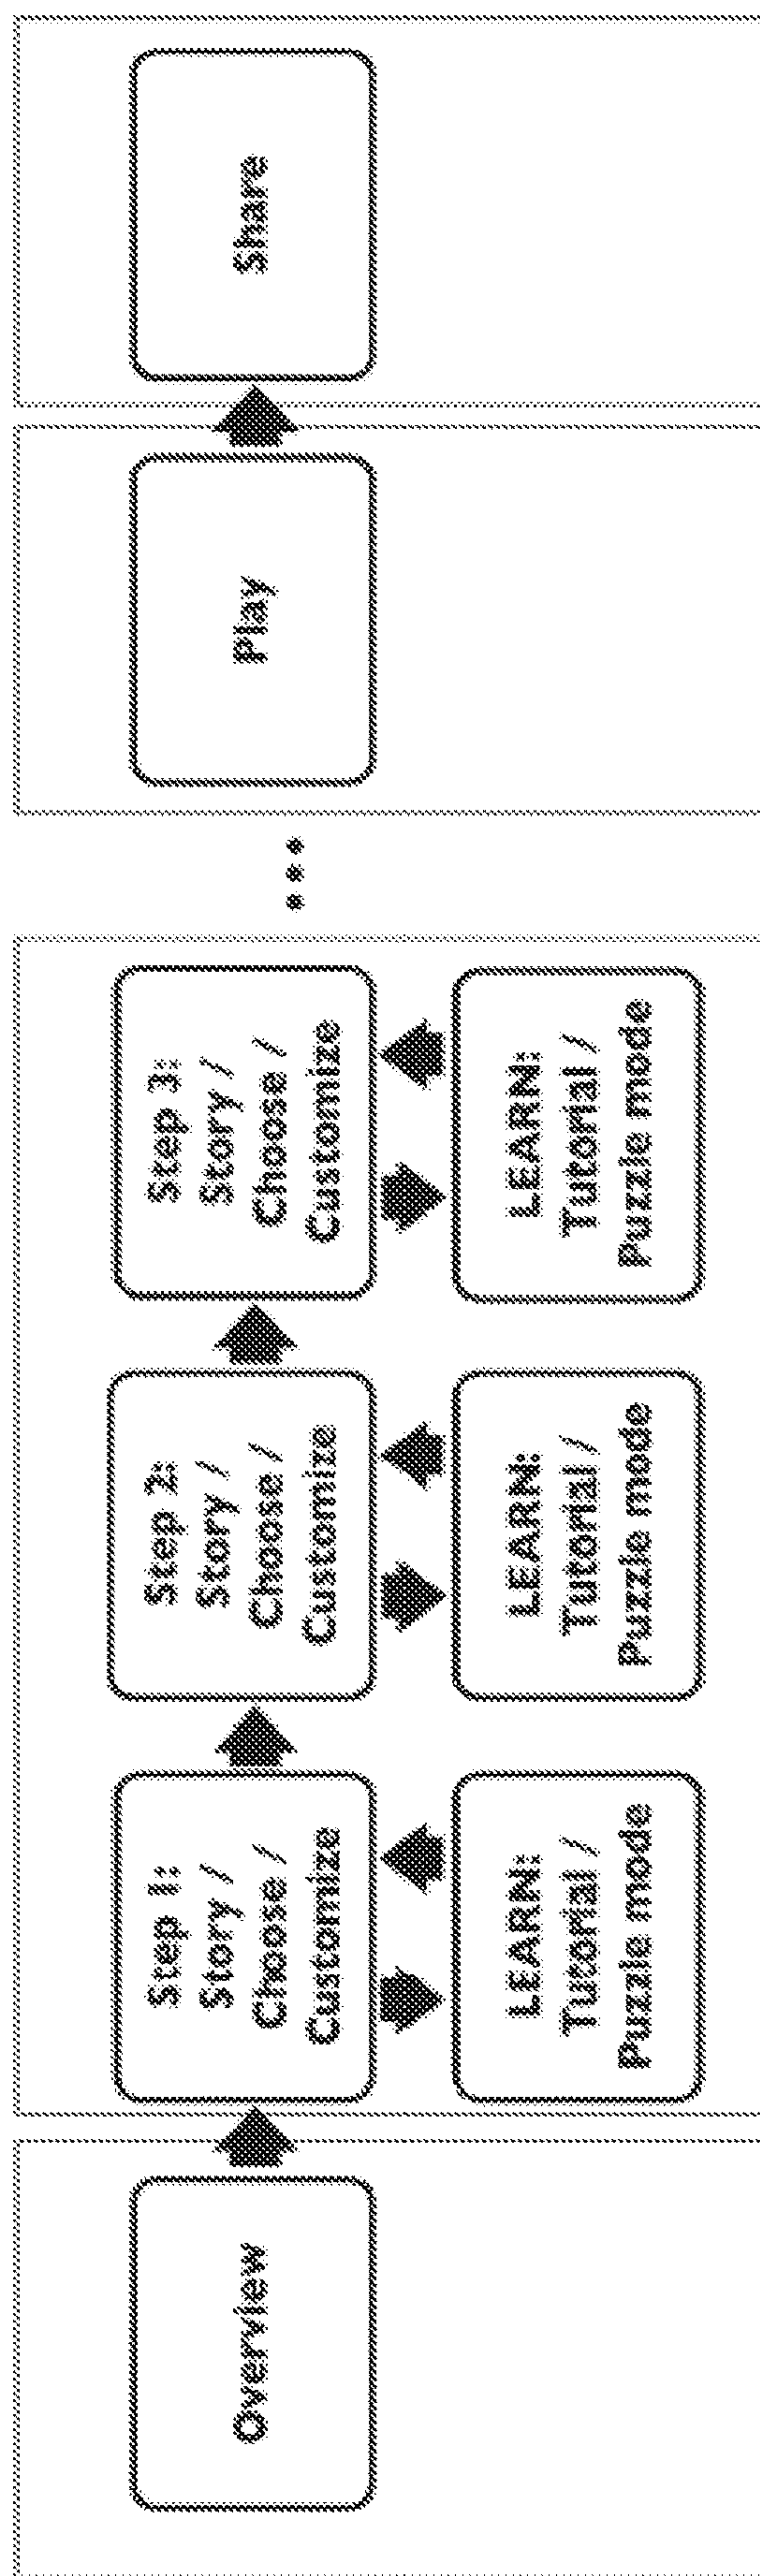 Overview
Step 1:
Story /
Choose /
Customize
LEARN:
Tutorial /
Puzzle mode
Step 2:
Story /
Choose /
Customize
LEARN:
Tutorial /
Puzzle mode
Step 3:
Story /
Choose /
Customize
LEARN:
Tutorial /
Puzzle mode
...
Play
Share